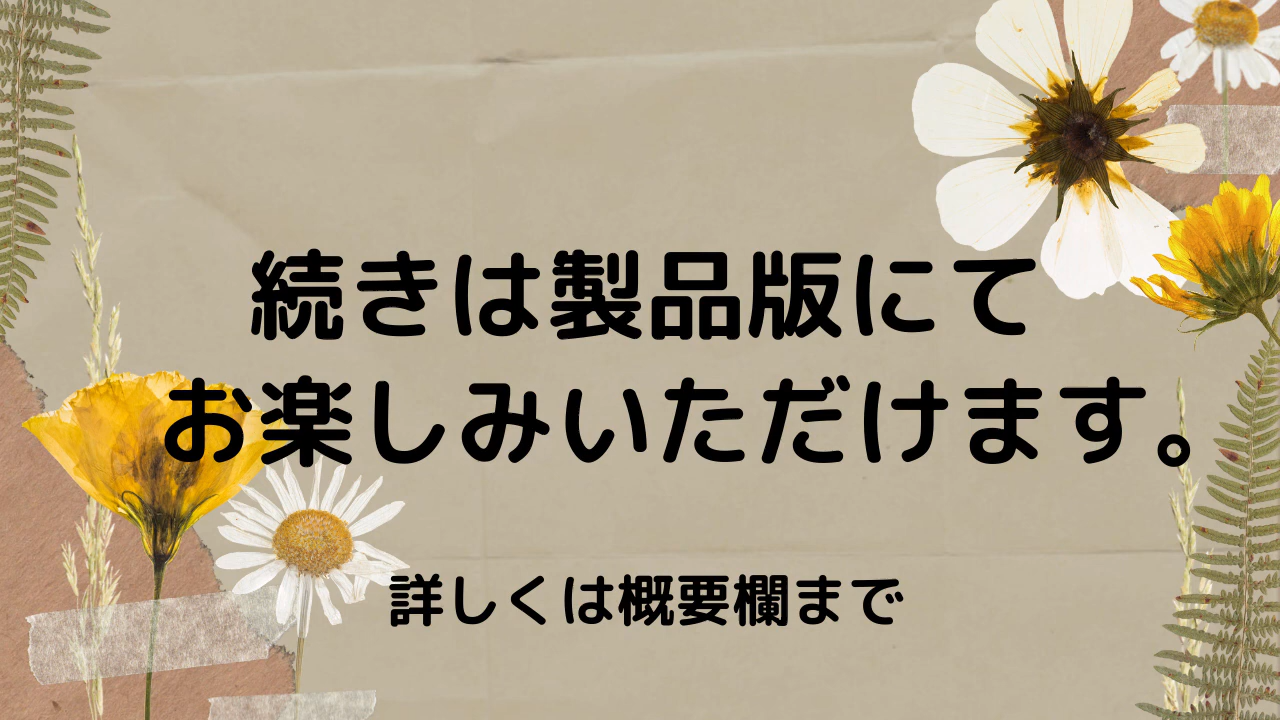 続きは製品版にて
お楽しみいただけます。
詳しくは概要欄まで